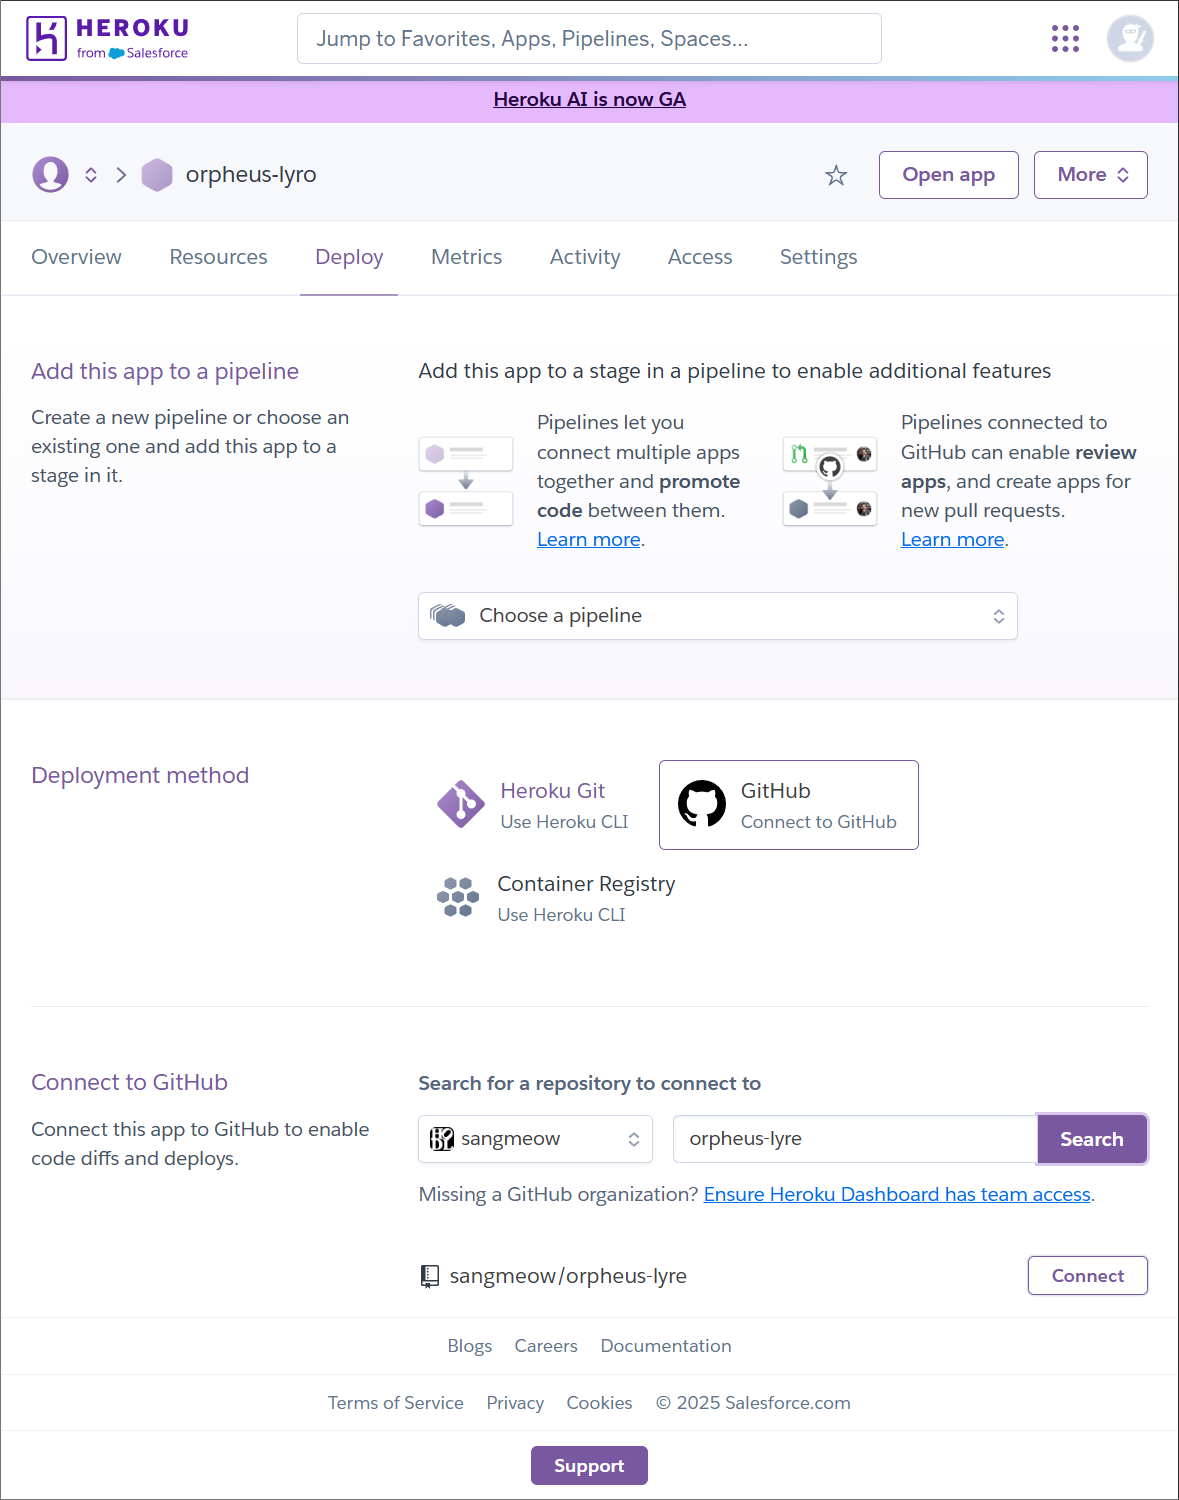 HEROKU
from Salesforce
Jump to Favorites, Apps, Pipelines, Spaces...
Heroku AI is now GA
orpheus-lyro
Open app
More
Overview Resources Deploy Metrics Activity Access Settings
Add this app to a pipeline
Create a new pipeline or choose an
existing one and add this app to a
stage in it.
Add this app to a stage in a pipeline to enable additional features
Pipelines let you
connect multiple apps
together and promote
code between them.
Learn more.
Pipelines connected to
GitHub can enable review
apps, and create apps for
new pull requests.
Learn more.
Choose a pipeline
Deployment method
Heroku Git
Use Heroku CLI
GitHub
Connect to GitHub
Container Registry
Use Heroku CLI
Connect to GitHub
Connect this app to GitHub to enable
code diffs and deploys.
Search for a repository to connect to
sangmeow
orpheus-lyre
Search
Missing a GitHub organization? Ensure Heroku Dashboard has team access.
sangmeow/orpheus-lyre
Connect
Blogs Careers Documentation
Terms of Service Privacy Cookies © 2025 Salesforce.com
Support